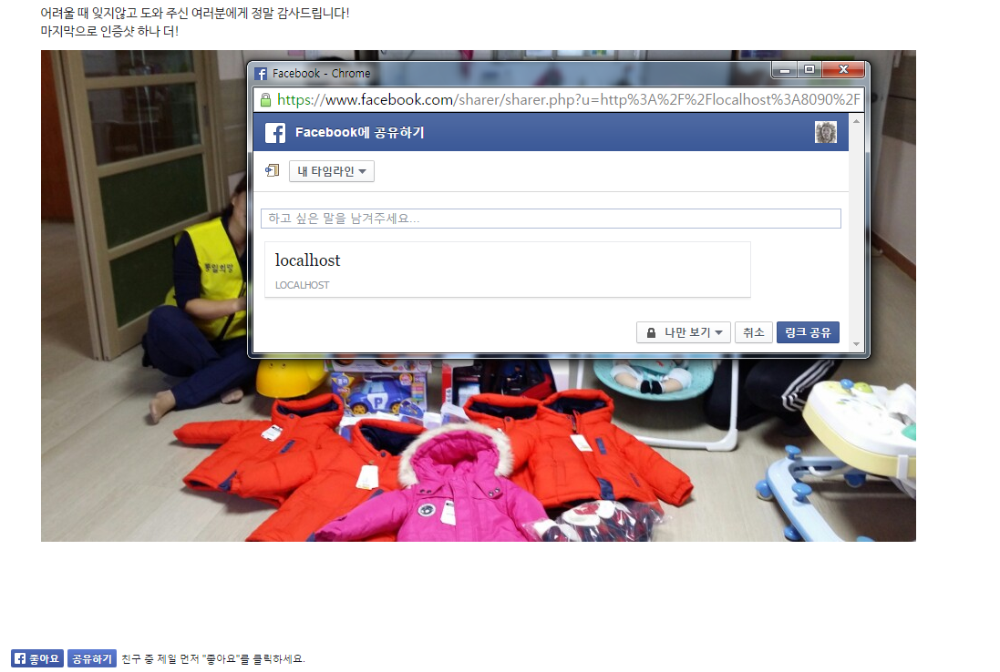 어려울 때 잊지않고 도와 주신 여러분에게 정말 감사드립니다!
마지막으로 인증샷 하나 더!
Facebook - Chrome
https://www.facebook.com/sharer/sharer.php?u=http%3A%2F%2Flocalhost%3A8090%2F
Facebook에 공유하기
내 타임라인
하고 싶은 말을 남겨주세요...
localhost
LOCALHOST
나만 보기 취소 링크 공유
좋아요 공유하기 친구 중 제일 먼저 "좋아요"를 클릭하세요.